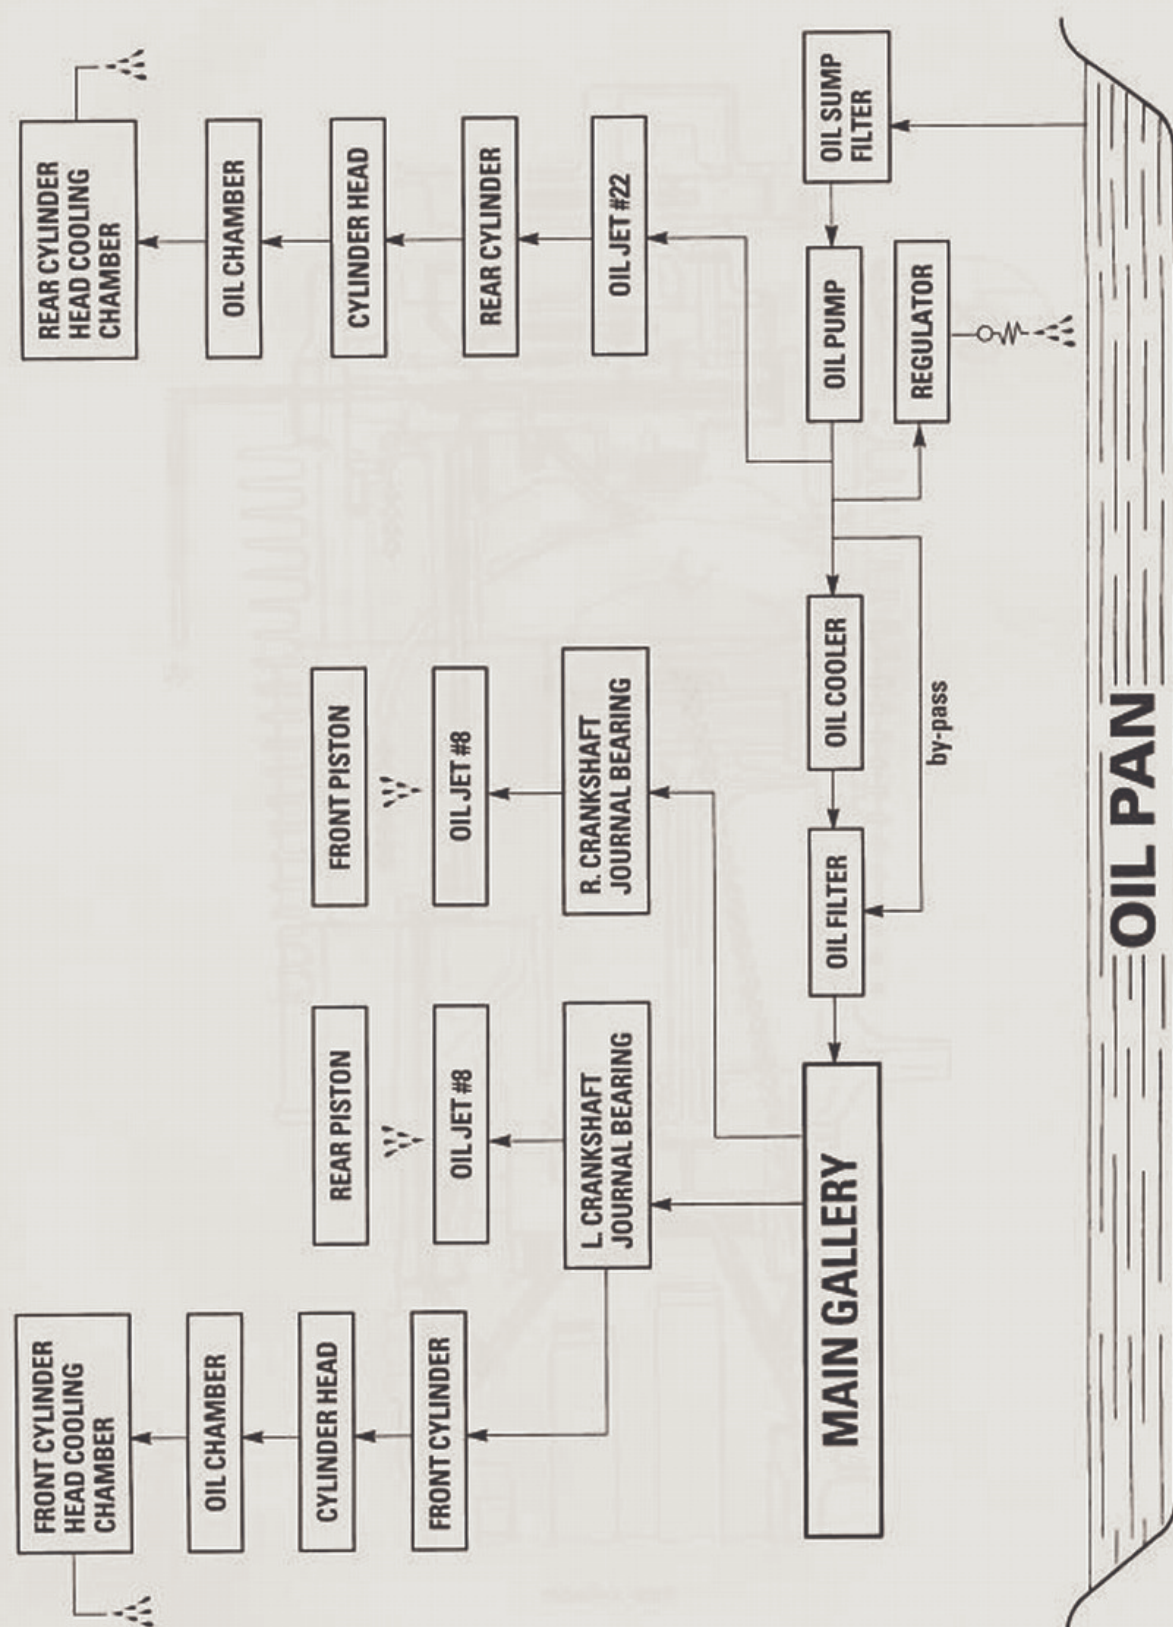 FRONT CYLINDER
HEAD COOLING
CHAMBER
OIL CHAMBER
CYLINDER HEAD
FRONT CYLINDER
REAR PISTON
OIL JET #8
L. CRANKSHAFT
JOURNAL BEARING
FRONT PISTON
OIL JET #8
R. CRANKSHAFT
JOURNAL BEARING
REAR CYLINDER
HEAD COOLING
CHAMBER
OIL CHAMBER
CYLINDER HEAD
REAR CYLINDER
OIL JET #22
MAIN GALLERY
OIL FILTER
OIL COOLER
OIL PUMP
OIL SUMP
FILTER
REGULATOR
by-pass
OIL PAN